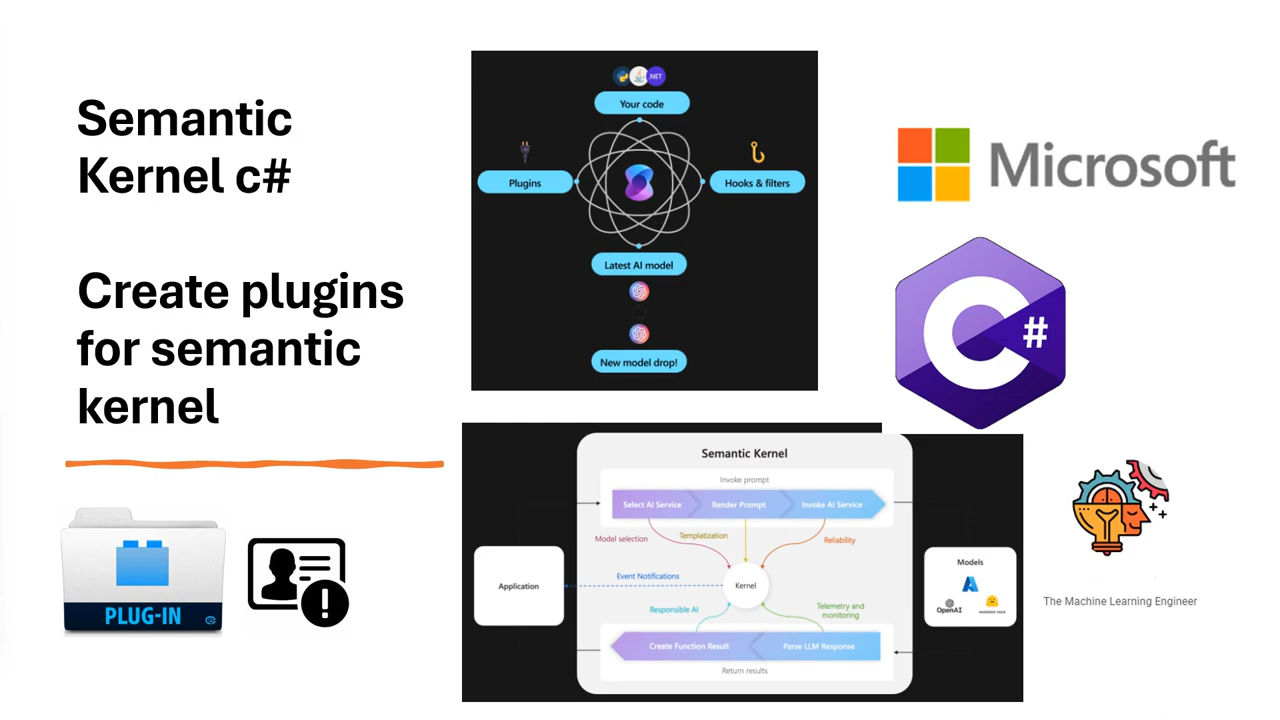 Semantic
Kernel c#
Create plugins
for semantic
kernel
PLUG-IN
.NET
Your code
Plugins
Hooks & filters
Latest AI model
New model drop!
Microsoft
C#
Semantic Kernel
Invoke prompt
Select AI Service
Render Prompt
Invoke AI Service
Model selection
Templatization
Reliability
Application
Event Notifications
Kernel
Models
OpenAI
HUGGING FACE
Responsible AI
Telemetry and
monitoring
Create Function Result
Parse LLM Response
Return results
The Machine Learning Engineer